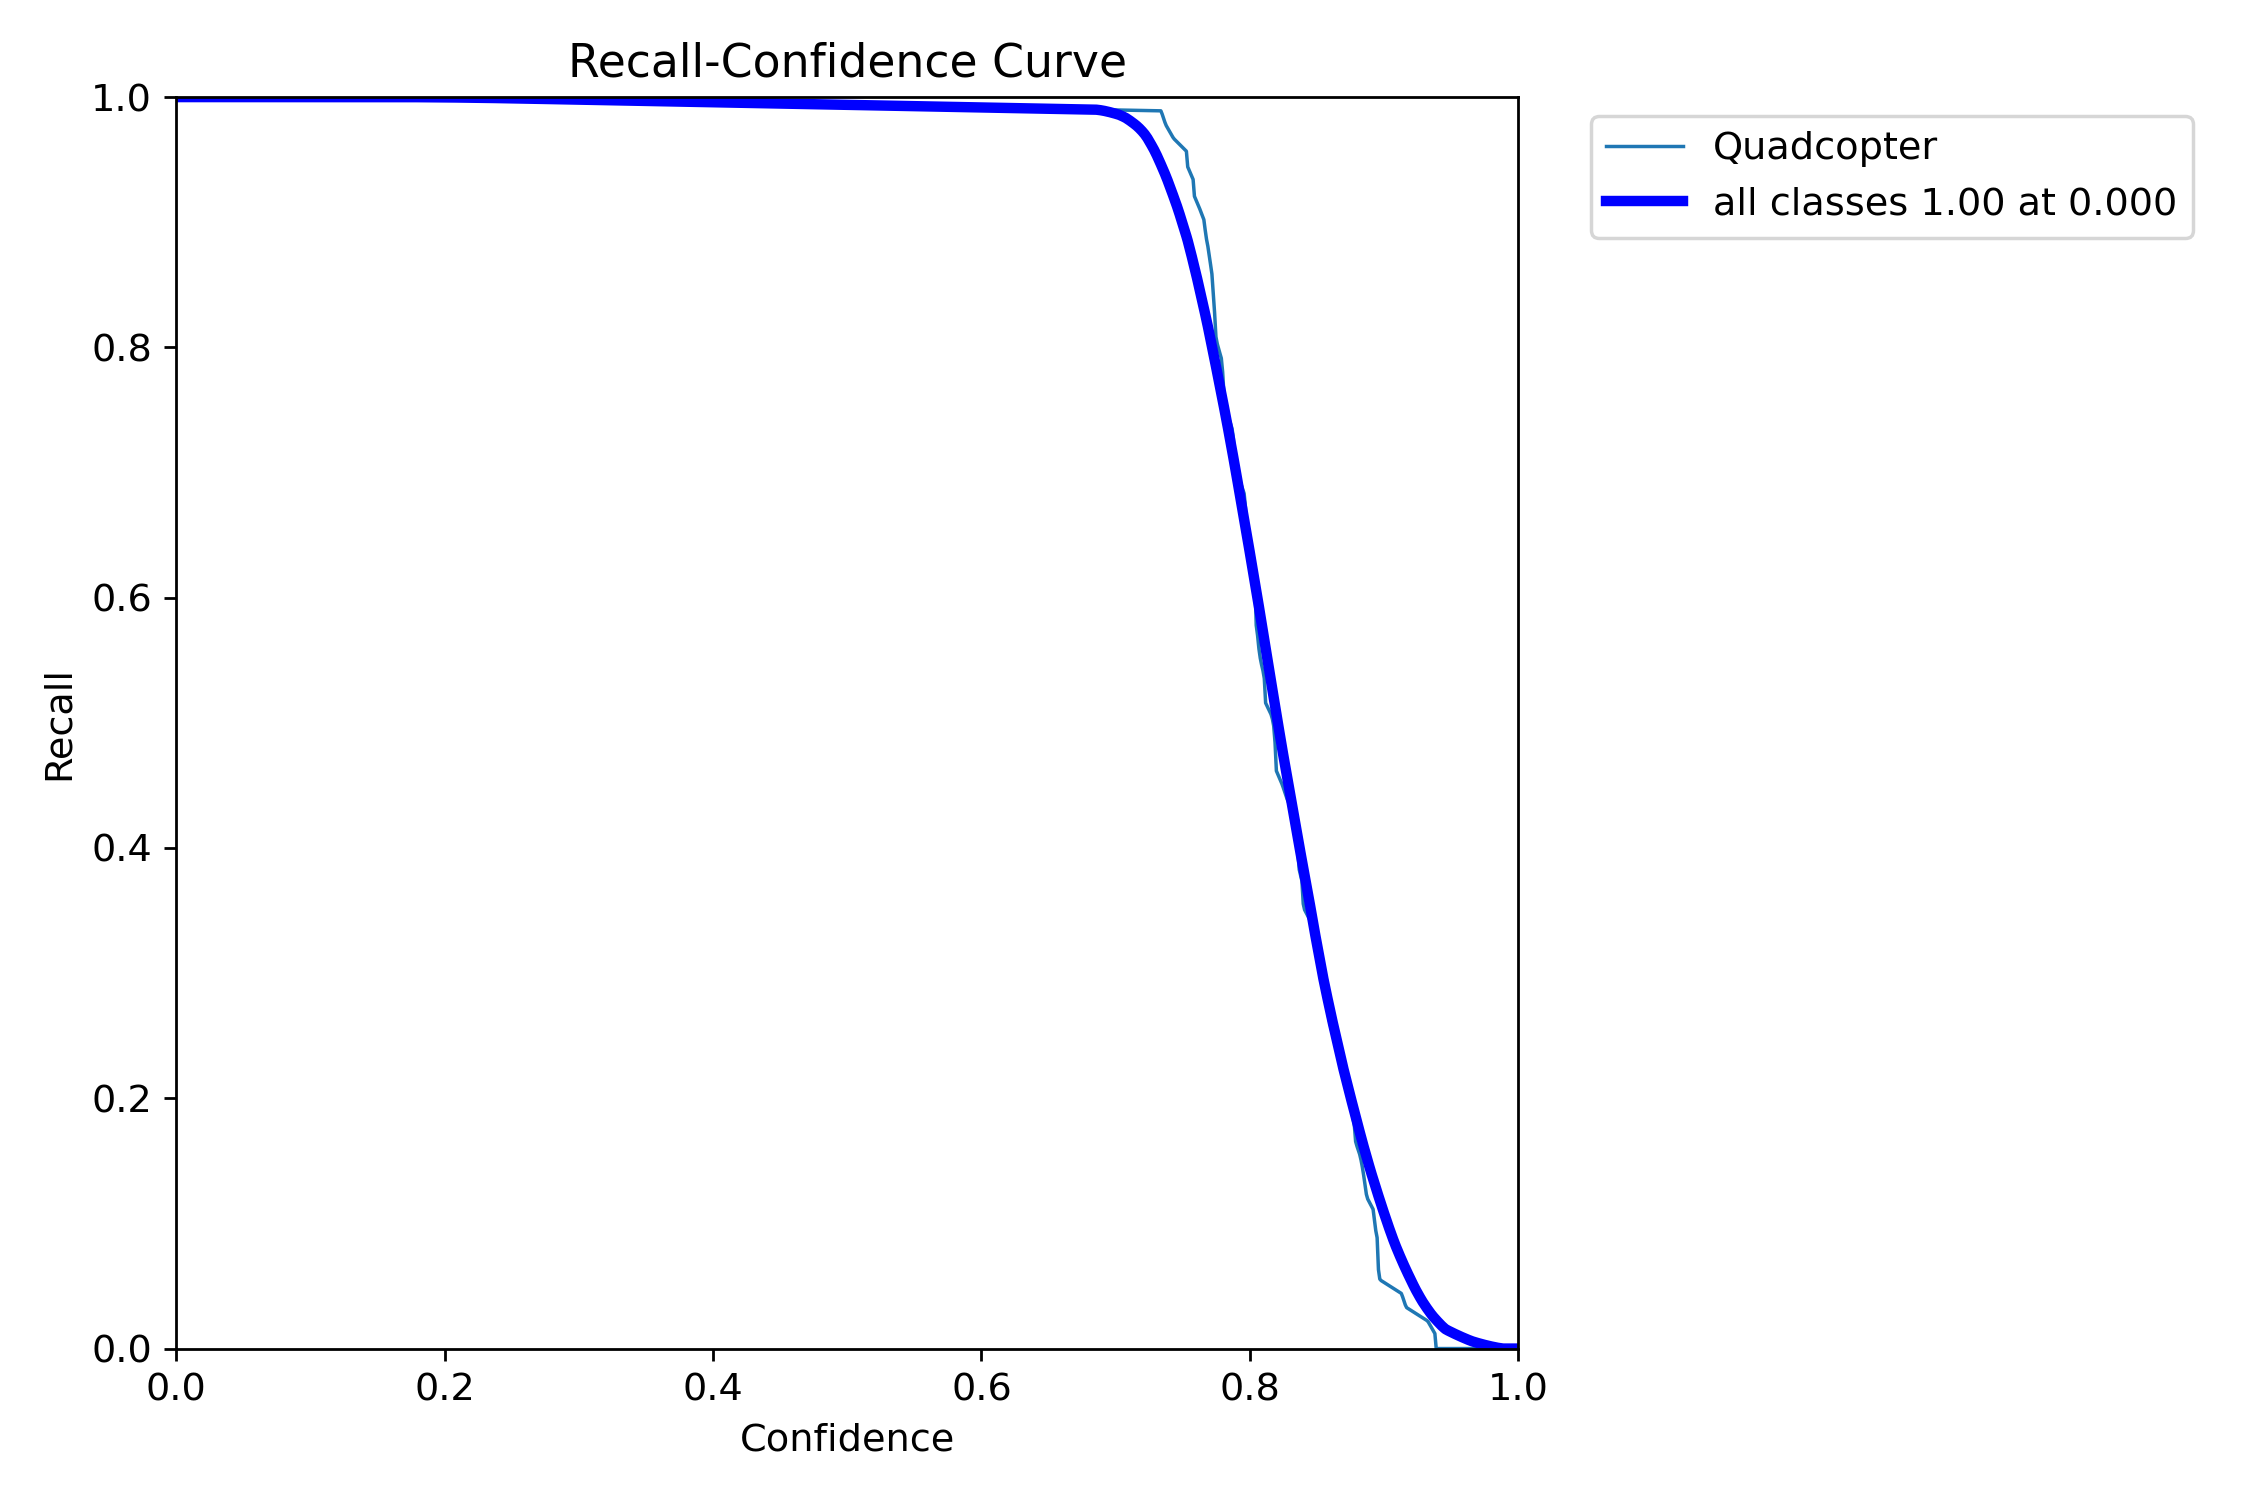 Recall-Confidence Curve
1.0
0.8
0.6
0.4
0.2
0.0
Recall
0.0 0.2 0.4 0.6 0.8 1.0
Confidence
Quadcopter
all classes 1.00 at 0.000